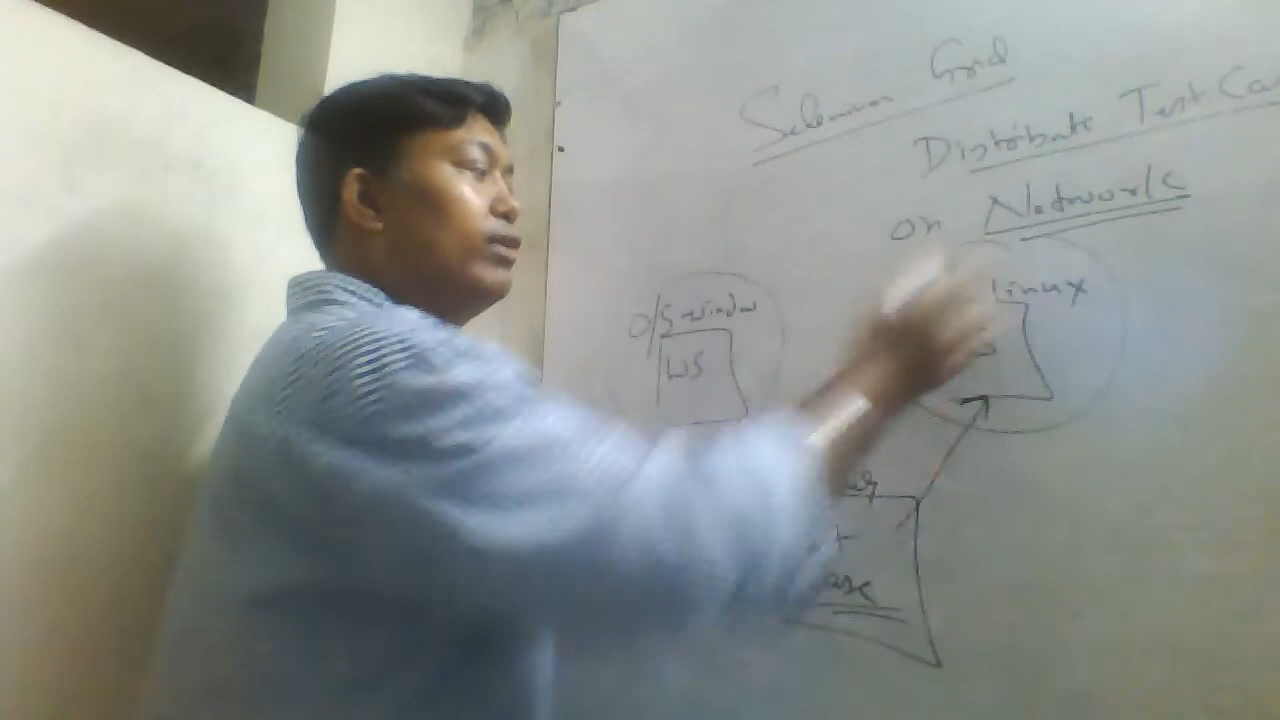 Selenium Grid
Distribute Test Ca
on Network
O/S window
WS
Linux